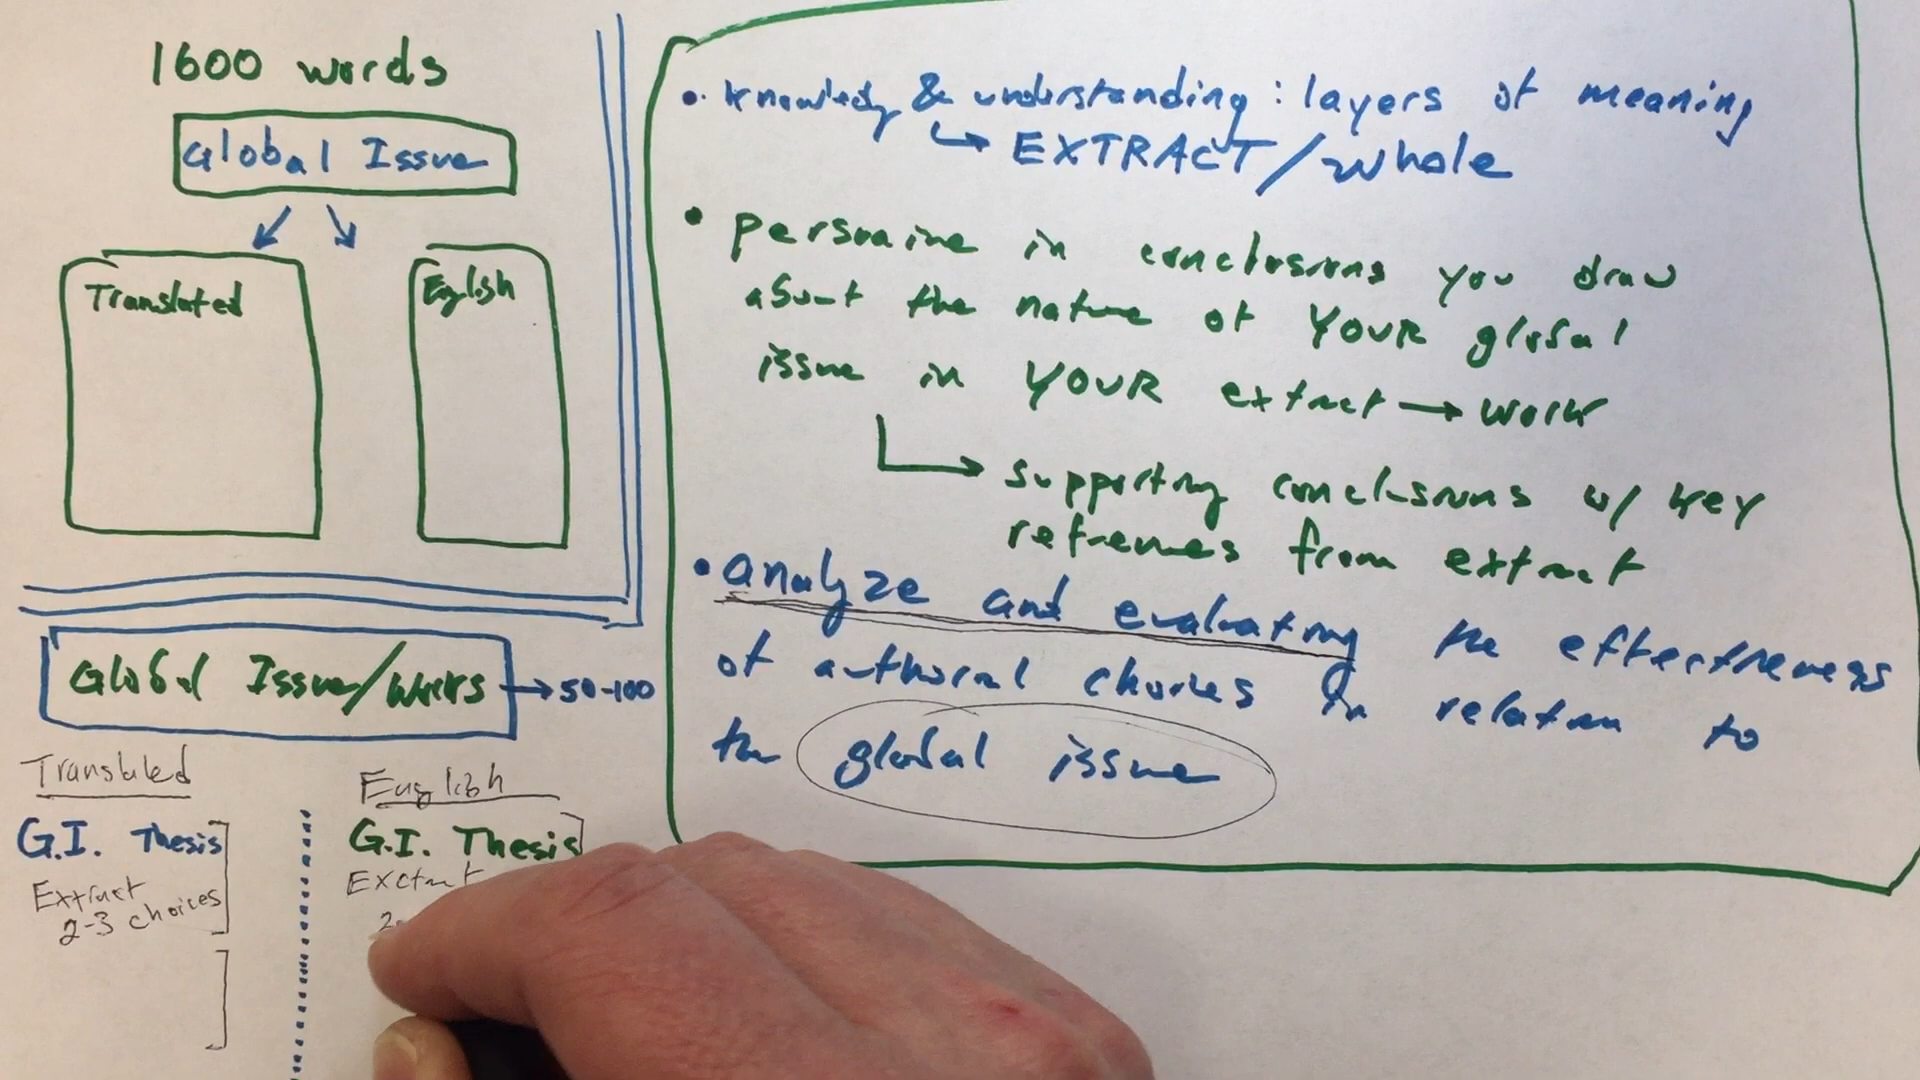 1600 words
Global Issue
Translated
English
Global Issue/Works → 50-100
Translated
G.I. Thesis
Extract
2-3 choices
English
G.I. Thesis
2-
• knowledge & understanding : layers of meaning
↳ EXTRACT/whole
• persuasive in conclusions you draw
about the nature of YOUR global
issue in YOUR extract → work
↳ supporting conclusions w/ key
references from extract
• analyze and evaluating the effectiveness
of authorial choices in relation to
the global issue